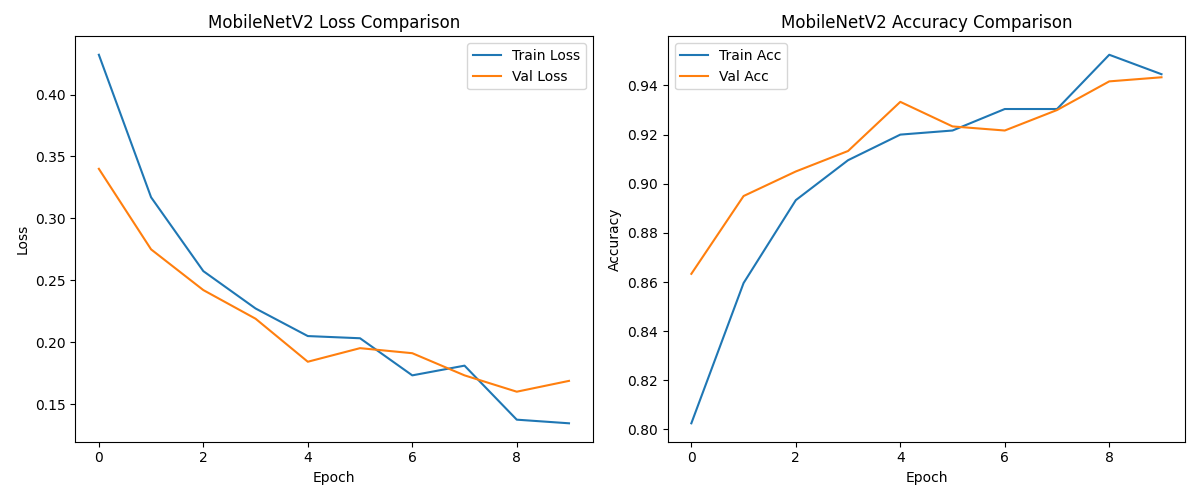 MobileNetV2 Loss Comparison
Train Loss
Val Loss
0.40
0.35
0.30
0.25
0.20
0.15
Loss
0 2 4 6 8
Epoch
MobileNetV2 Accuracy Comparison
Train Acc
Val Acc
0.94
0.92
0.90
0.88
0.86
0.84
0.82
0.80
Accuracy
0 2 4 6 8
Epoch